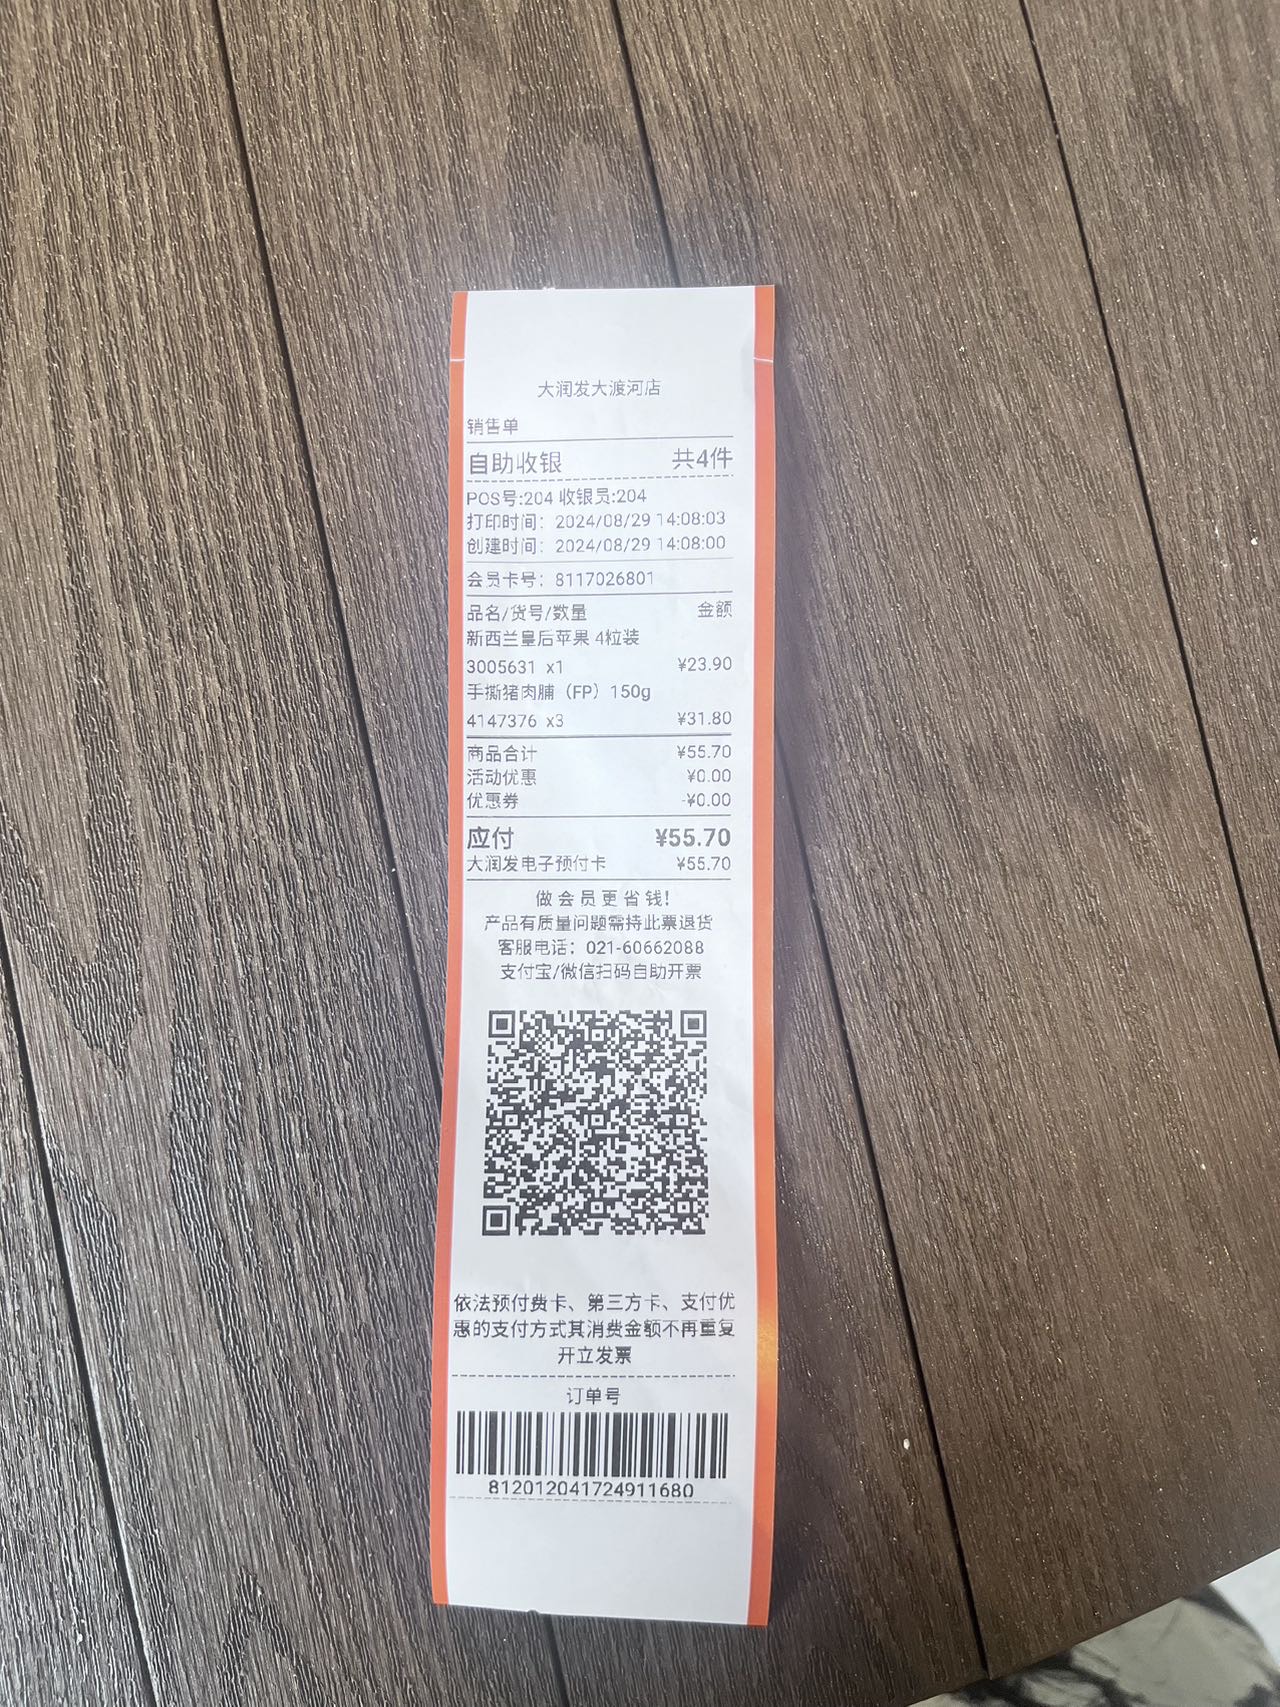 大润发大渡河店
销售单
自助收银 共4件
POS号:204 收银员:204
打印时间：2024/08/29 14:08:03
创建时间：2024/08/29 14:08:00
会员卡号：8117026801
品名/货号/数量 金额
新西兰皇后苹果 4粒装
3005631 x1 ¥23.90
手撕猪肉脯（FP）150g
4147376 x3 ¥31.80
商品合计 ¥55.70
活动优惠 ¥0.00
优惠券 -¥0.00
应付 ¥55.70
大润发电子预付卡 ¥55.70
做会员更省钱!
产品有质量问题需持此票退货
客服电话：021-60662088
支付宝/微信扫码自助开票
依法预付费卡、第三方卡、支付优
惠的支付方式其消费金额不再重复
开立发票
订单号
812012041724911680